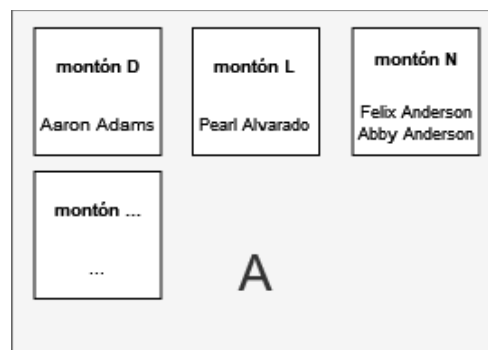 montón D
Aaron Adams
montón L
Pearl Alvarado
montón N
Felix Anderson
Abby Anderson
montón ...
...
A